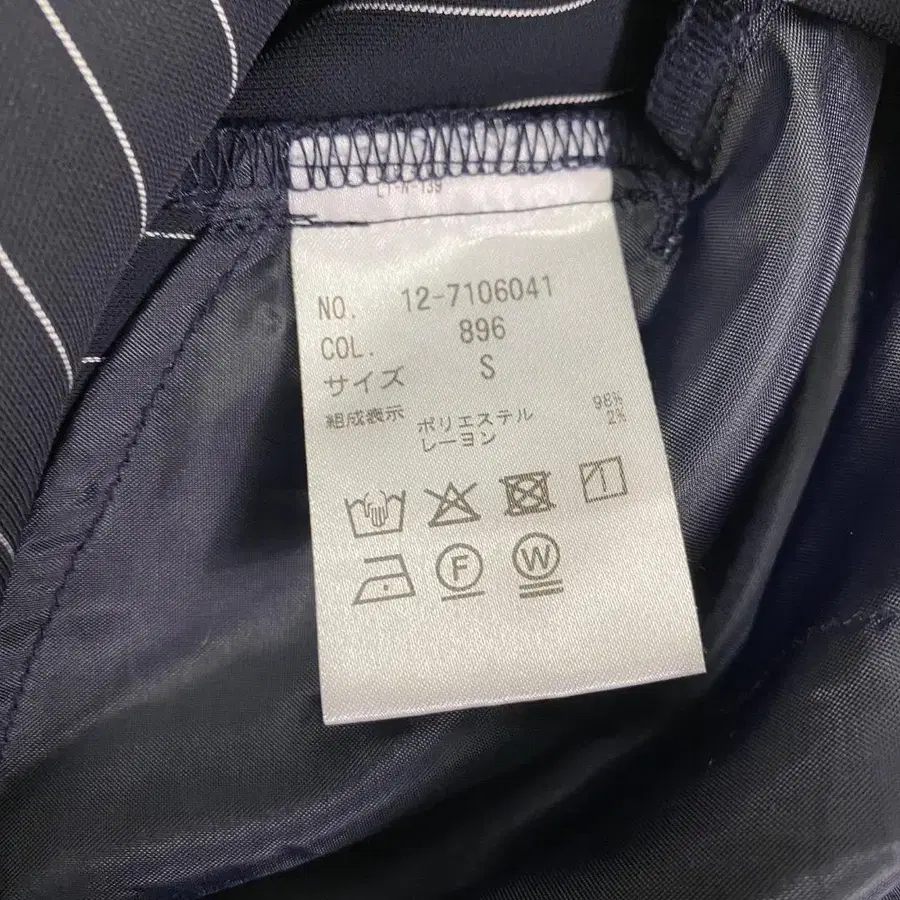 NO. 12-7106041
COL. 896
サイズ S
組成表示 ポリエステル 98%
レーヨン 2%
F
W